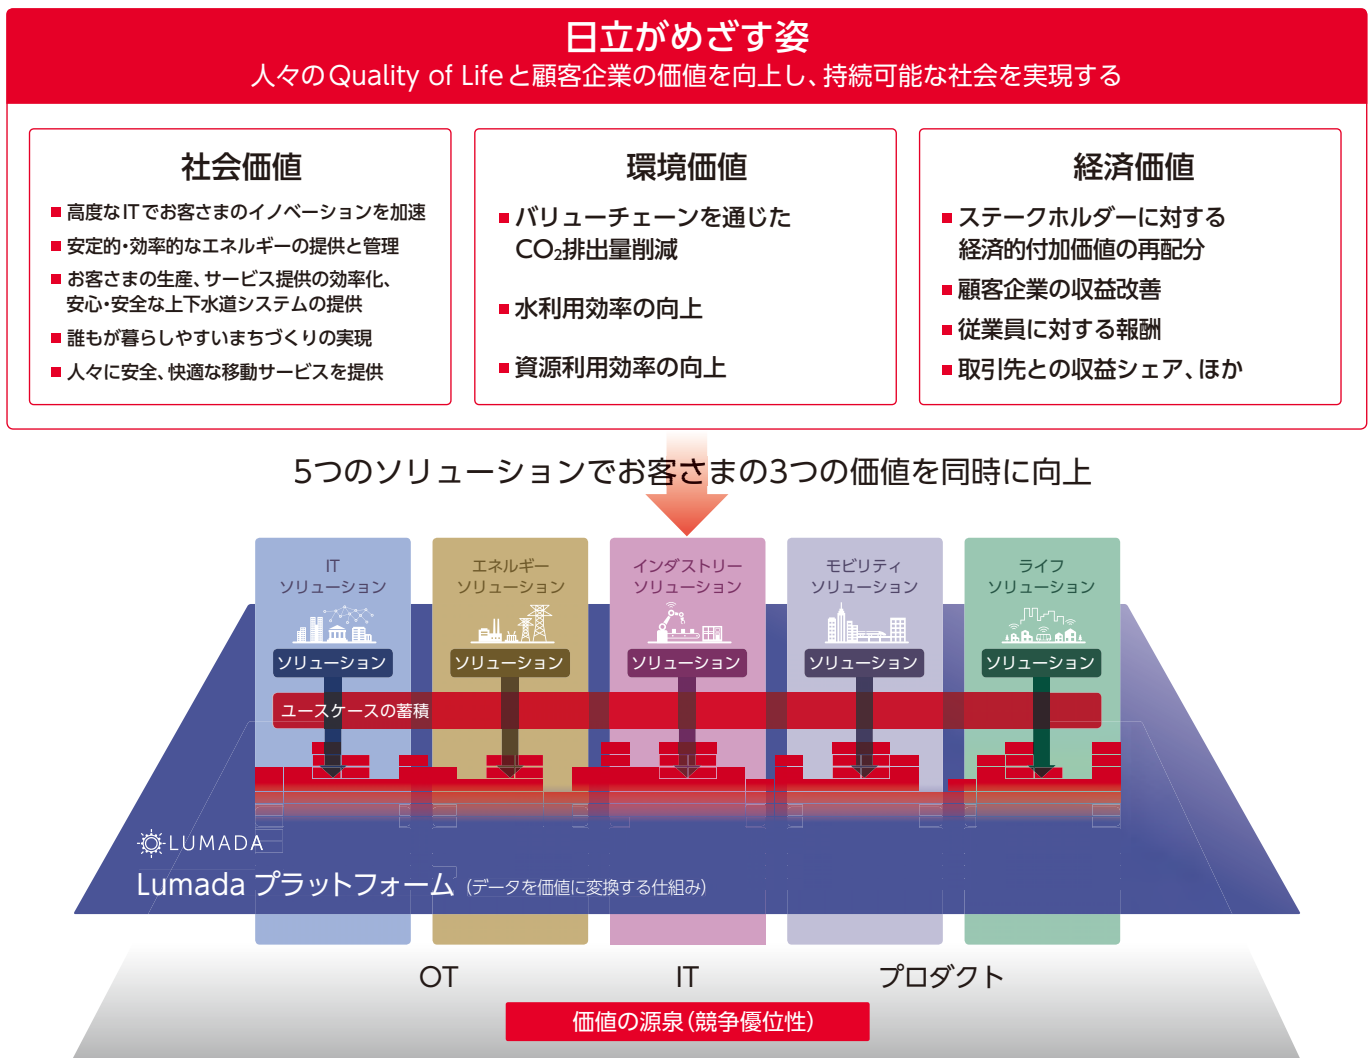 日立がめざす姿
人々のQuality of Lifeと顧客企業の価値を向上し、持続可能な社会を実現する
社会価値
■ 高度なITでお客さまのイノベーションを加速
■ 安定的・効率的なエネルギーの提供と管理
■ お客さまの生産、サービス提供の効率化、
安心・安全な上下水道システムの提供
■ 誰もが暮らしやすいまちづくりの実現
■ 人々に安全、快適な移動サービスを提供
環境価値
■ バリューチェーンを通じた
CO₂排出量削減
■ 水利用効率の向上
■ 資源利用効率の向上
経済価値
■ ステークホルダーに対する
経済的付加価値の再配分
■ 顧客企業の収益改善
■ 従業員に対する報酬
■ 取引先との収益シェア、ほか
5つのソリューションでお客さまの3つの価値を同時に向上
IT
ソリューション
ソリューション
エネルギー
ソリューション
ソリューション
インダストリー
ソリューション
ソリューション
モビリティ
ソリューション
ソリューション
ライフ
ソリューション
ソリューション
ユースケースの蓄積
LUMADA
Lumada プラットフォーム (データを価値に変換する仕組み)
OT IT プロダクト
価値の源泉(競争優位性)